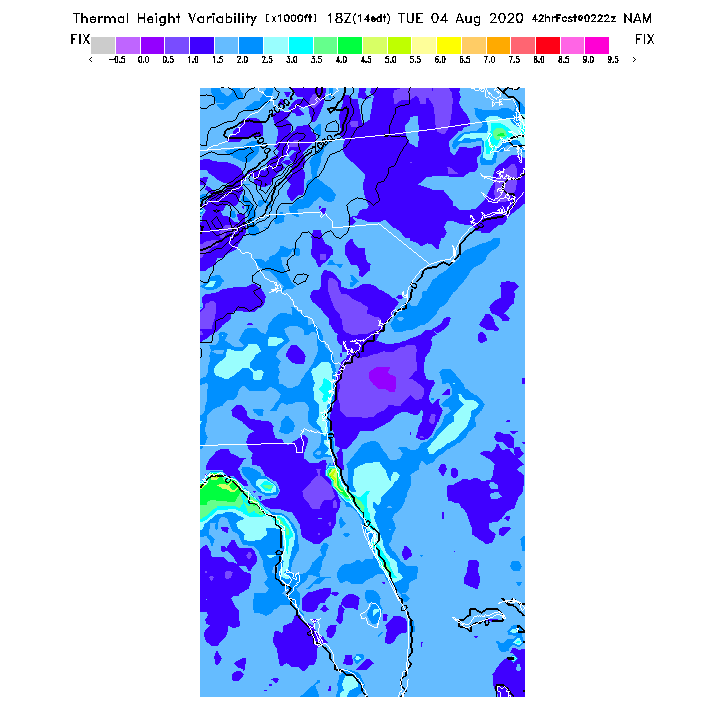 Thermal Height Variability [x1000ft] 18Z(14edt) TUE 04 Aug 2020 42hrFcst@0222z NAM
FIX FIX
< -0.5 0.0 0.5 1.0 1.5 2.0 2.5 3.0 3.5 4.5 5.0 5.5 6.0 6.5 7.0 7.5 8.0 8.5 9.0 9.5 >